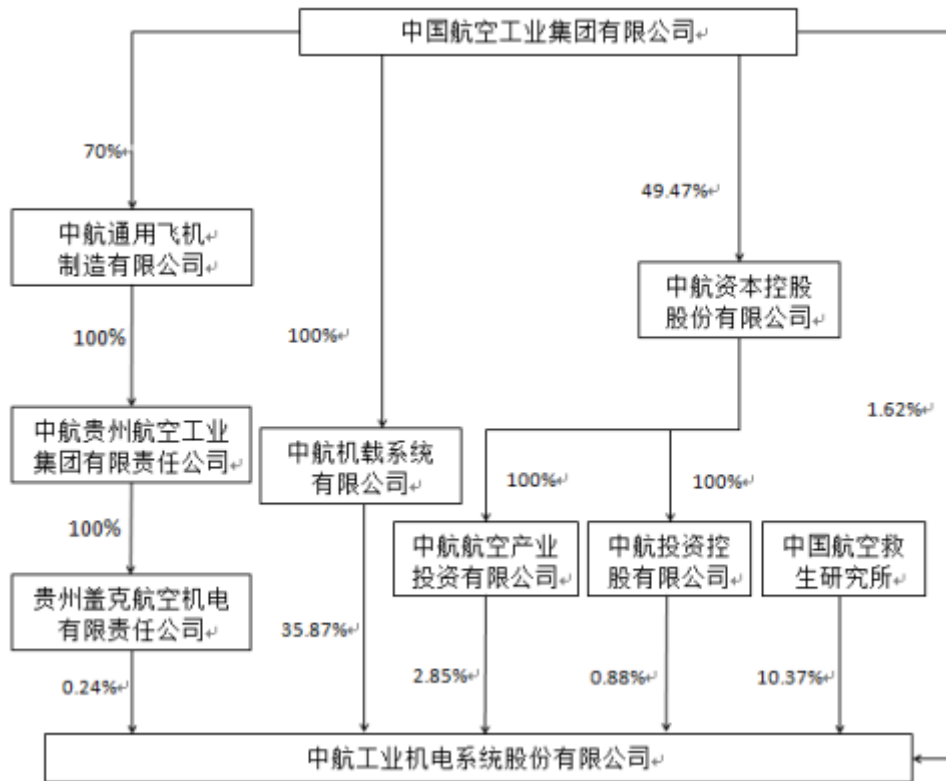 中国航空工业集团有限公司
70%
49.47%
中航通用飞机
制造有限公司
中航资本控股
股份有限公司
100%
100%
1.62%
中航贵州航空工业
集团有限责任公司
中航机载系统
有限公司
100%
100%
100%
中航航空产业
投资有限公司
中航投资控
股有限公司
中国航空救
生研究所
贵州盖克航空机电
有限责任公司
35.87%
0.24%
2.85%
0.88%
10.37%
中航工业机电系统股份有限公司